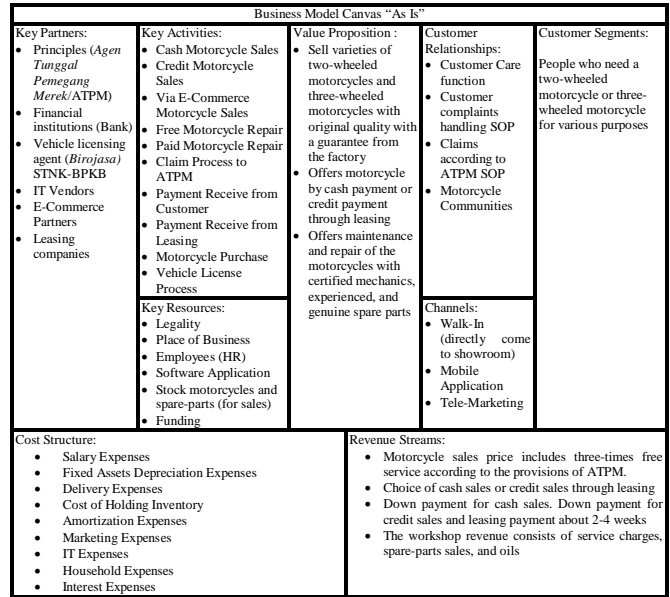 Business Model Canvas “As Is”
Key Partners:
• Principles (Agen
Tunggal
Pemegang
Merek/ATPM)
• Financial
institutions (Bank)
• Vehicle licensing
agent (Birojasa)
STNK-BPKB
• IT Vendors
• E-Commerce
Partners
• Leasing
companies
Key Activities:
• Cash Motorcycle Sales
• Credit Motorcycle
Sales
• Via E-Commerce
Motorcycle Sales
• Free Motorcycle Repair
• Paid Motorcycle Repair
• Claim Process to
ATPM
• Payment Receive from
Customer
• Payment Receive from
Leasing
• Motorcycle Purchase
• Vehicle License
Process
Key Resources:
• Legality
• Place of Business
• Employees (HR)
• Software Application
• Stock motorcycles and
spare-parts (for sales)
• Funding
Value Proposition :
• Sell varieties of
two-wheeled
motorcycles and
three-wheeled
motorcycles with
original quality with
a guarantee from
the factory
• Offers motorcycle
by cash payment or
credit payment
through leasing
• Offers maintenance
and repair of the
motorcycles with
certified mechanics,
experienced, and
genuine spare parts
Customer
Relationships:
• Customer Care
function
• Customer
complaints
handling SOP
• Claims
according to
ATPM SOP
• Motorcycle
Communities
Channels:
• Walk-In
(directly come
to showroom)
• Mobile
Application
• Tele-Marketing
Customer Segments:
People who need a
two-wheeled
motorcycle or three-
wheeled motorcycle
for various purposes
Cost Structure:
• Salary Expenses
• Fixed Assets Depreciation Expenses
• Delivery Expenses
• Cost of Holding Inventory
• Amortization Expenses
• Marketing Expenses
• IT Expenses
• Household Expenses
• Interest Expenses
Revenue Streams:
• Motorcycle sales price includes three-times free
service according to the provisions of ATPM.
• Choice of cash sales or credit sales through leasing
• Down payment for cash sales. Down payment for
credit sales and leasing payment about 2-4 weeks
• The workshop revenue consists of service charges,
spare-parts sales, and oils